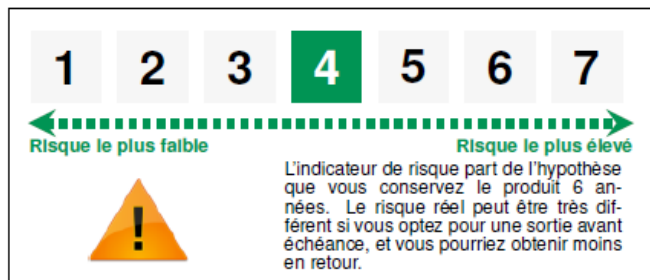 1 2 3 4 5 6 7
Risque le plus faible Risque le plus élevé
L'indicateur de risque part de l'hypothèse
que vous conservez le produit 6 an-
nées. Le risque réel peut être très dif-
férent si vous optez pour une sortie avant
échéance, et vous pourriez obtenir moins
en retour.
!